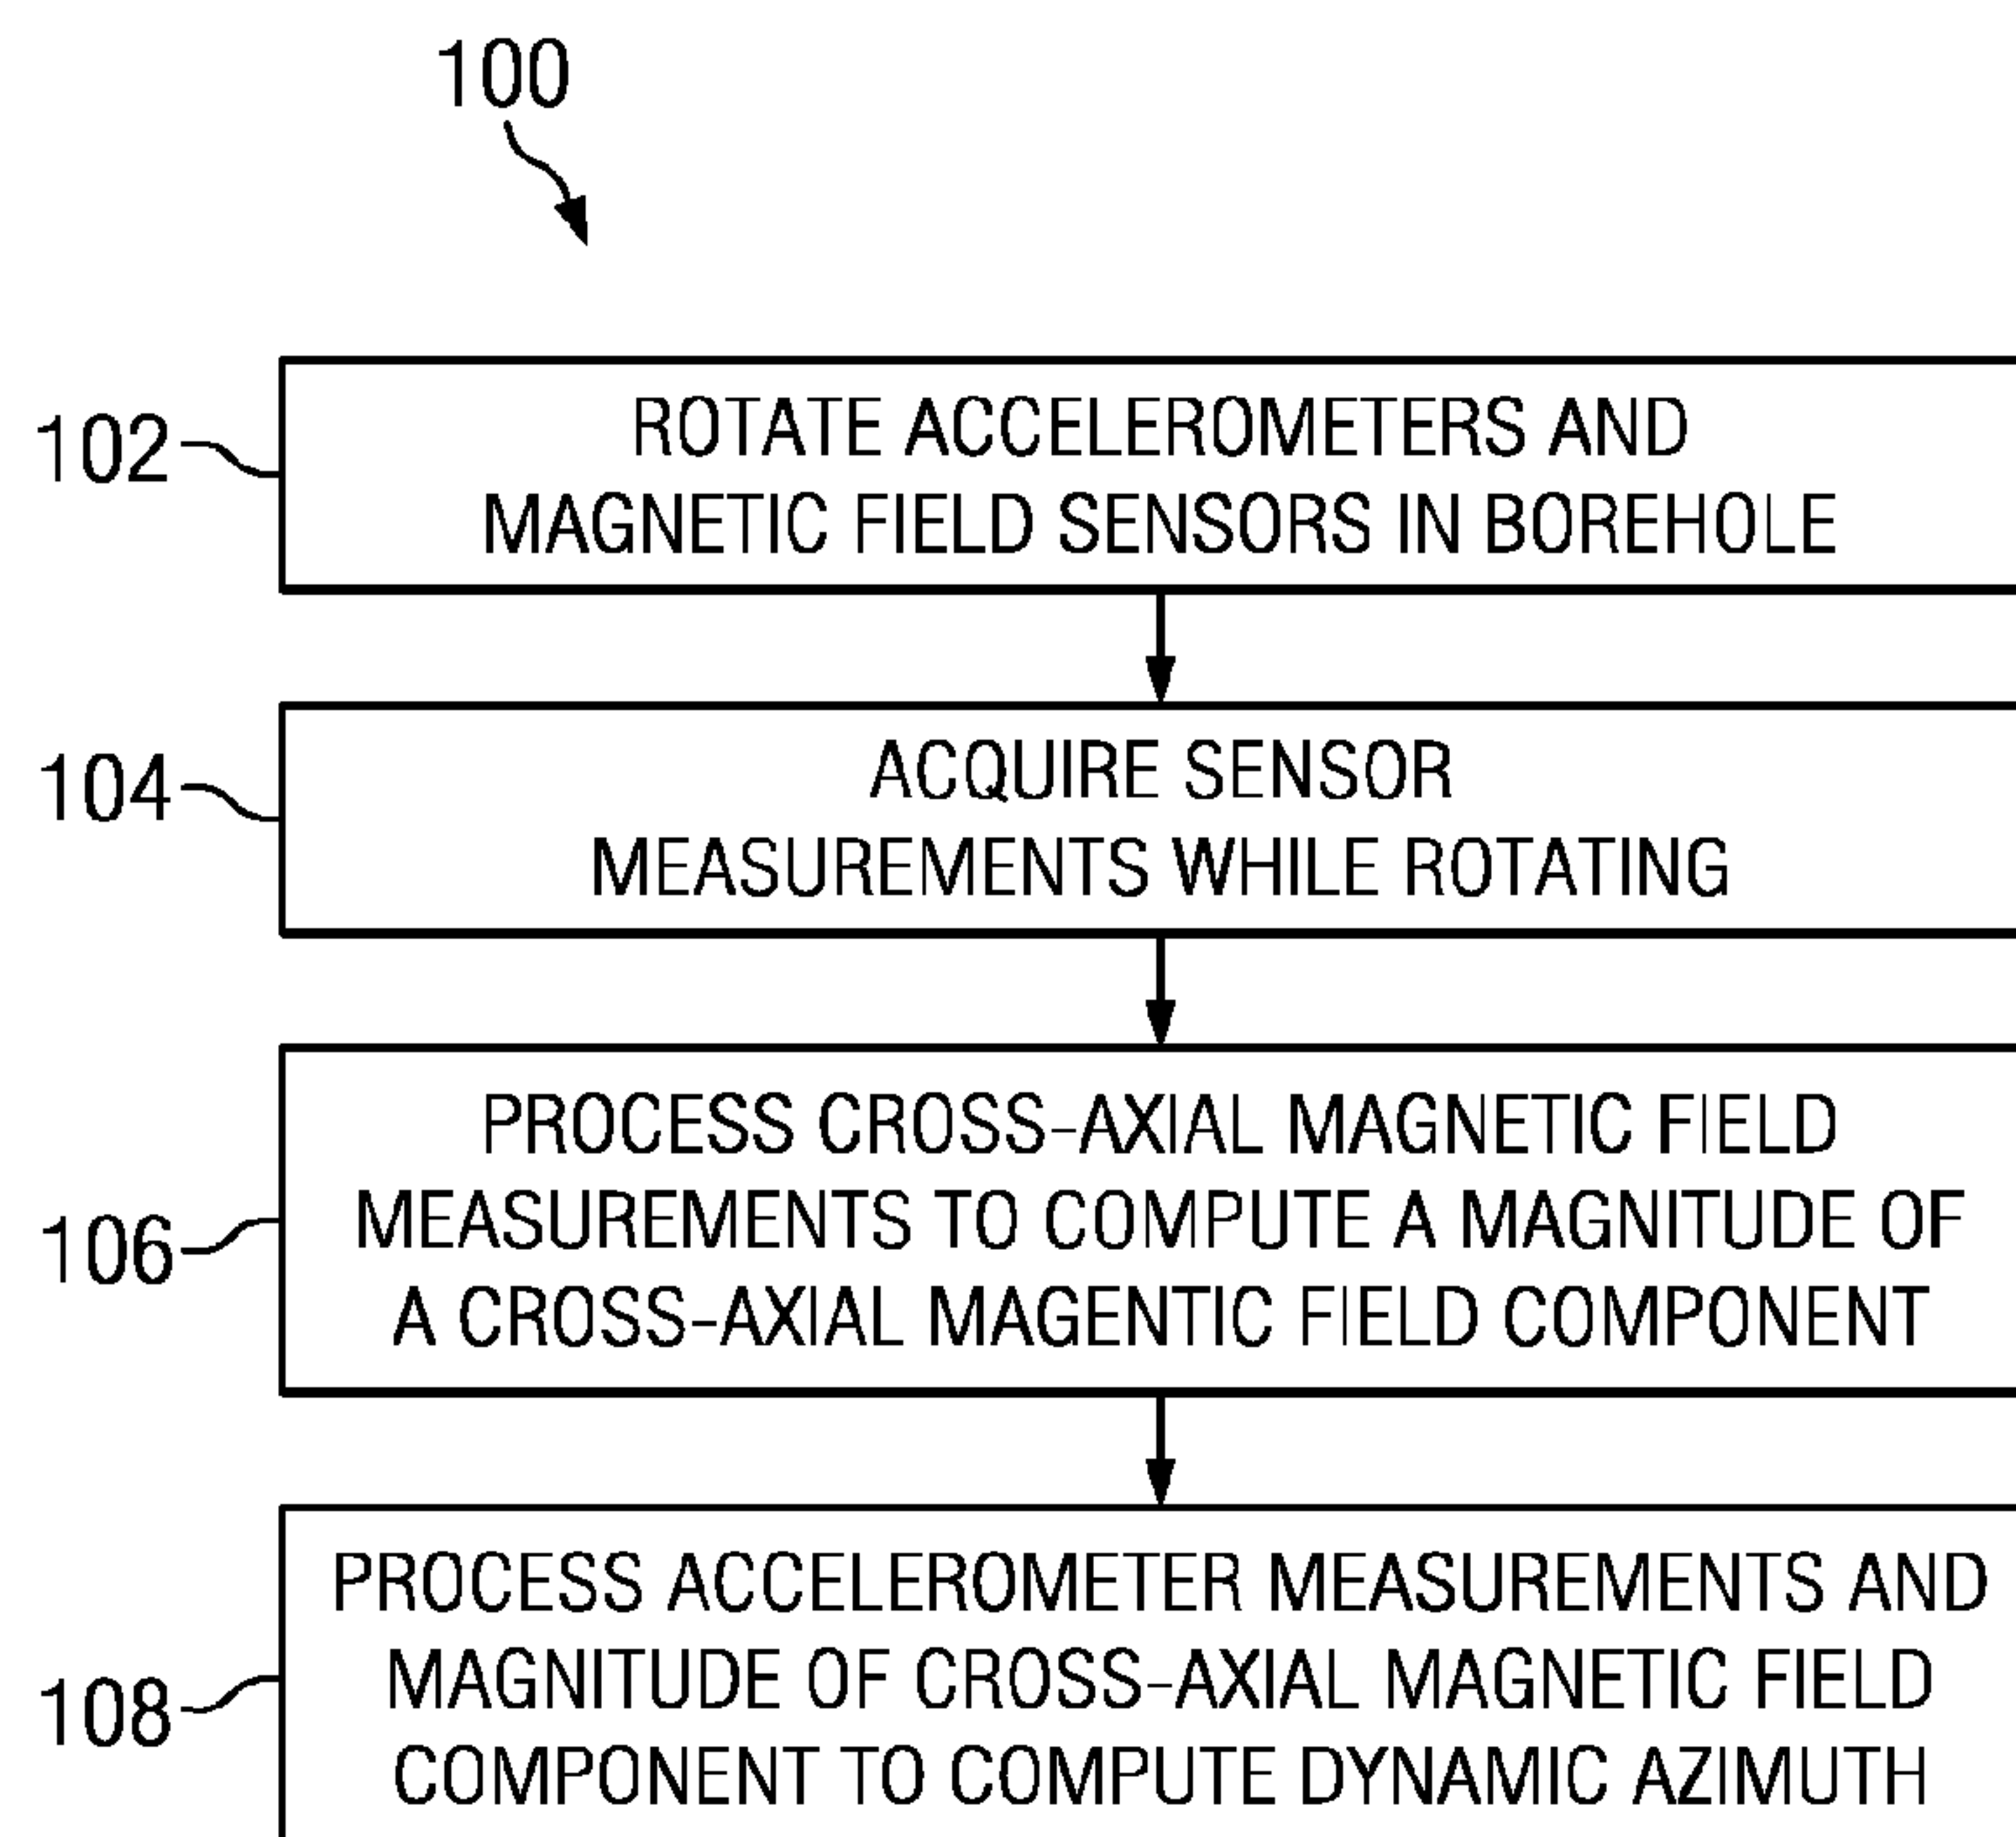 100
102
ROTATE ACCELEROMETERS AND
MAGNETIC FIELD SENSORS IN BOREHOLE
104
ACQUIRE SENSOR
MEASUREMENTS WHILE ROTATING
106
PROCESS CROSS-AXIAL MAGNETIC FIELD
MEASUREMENTS TO COMPUTE A MAGNITUDE OF
A CROSS-AXIAL MAGENTIC FIELD COMPONENT
108
PROCESS ACCELEROMETER MEASUREMENTS AND
MAGNITUDE OF CROSS-AXIAL MAGNETIC FIELD
COMPONENT TO COMPUTE DYNAMIC AZIMUTH